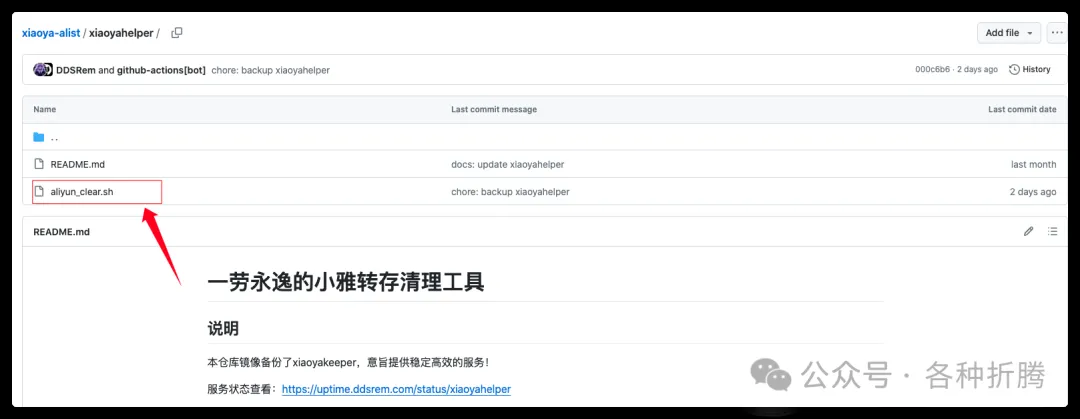 xiaoya-alist / xiaoyahelper /
Add file
DDSRem and github-actions[bot] chore: backup xiaoyahelper
000c6b6 · 2 days ago History
Name Last commit message Last commit date
..
README.md docs: update xiaoyahelper last month
aliyun_clear.sh chore: backup xiaoyahelper 2 days ago
README.md
一劳永逸的小雅转存清理工具
说明
本仓库镜像备份了xiaoyakeeper，意旨提供稳定高效的服务！
服务状态查看：https://uptime.ddsrem.com/status/xiaoyahelper
公众号 · 各种折腾